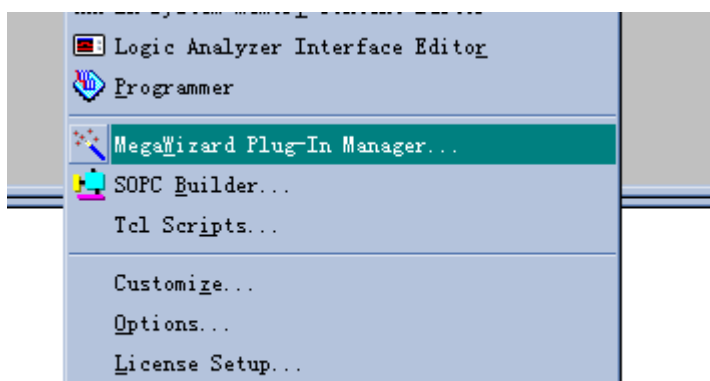 Logic Analyzer Interface Editor
Programmer
MegaWizard Plug-In Manager...
SOPC Builder...
Tcl Scripts...
Customize...
Options...
License Setup...